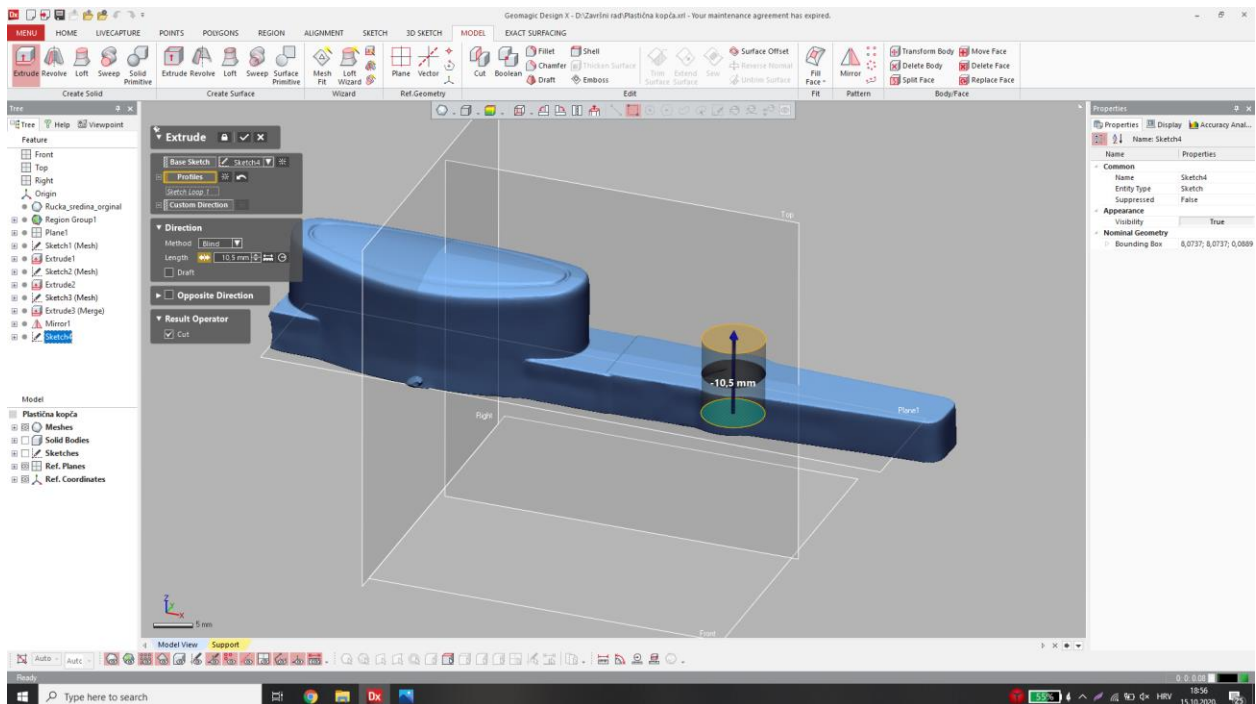 Geomagic Design X - D:\Završni rad\Plastična kopča.xrl - Your maintenance agreement has expired.
MENU HOME LIVECAPTURE POINTS POLYGONS REGION ALIGNMENT SKETCH 3D SKETCH MODEL EXACT SURFACING
Extrude Revolve Loft Sweep Solid Primitive
Create Solid
Extrude Revolve Loft Sweep Surface Primitive
Create Surface
Mesh Fit Loft Wizard
Wizard
Plane Vector
Ref.Geometry
Cut Boolean
Fillet Shell
Chamfer Thicken Surface
Draft Emboss
Trim Surface Extend Surface Sew
Surface Offset
Reverse Normal
Untrim Surface
Edit
Fill Face
Fit
Mirror
Pattern
Transform Body Move Face
Delete Body Delete Face
Split Face Replace Face
Body/Face
Tree
Tree Help Viewpoint
Feature
Front
Top
Right
Origin
Rucka_sredina_orginal
Region Group1
Plane1
Sketch1 (Mesh)
Extrude1
Sketch2 (Mesh)
Extrude2
Sketch3 (Mesh)
Extrude3 (Merge)
Mirror1
Sketch4
Model
Plastična kopča
Meshes
Solid Bodies
Sketches
Ref. Planes
Ref. Coordinates
Extrude
Base Sketch Sketch4
Profiles
Sketch Loop 1
Custom Direction
Direction
Method Blind
Length 10,5 mm
Draft
Opposite Direction
Result Operator
Cut
Top
-10,5 mm
Plane1
Right
Front
Z
X
5 mm
Properties
Properties Display Accuracy Anal...
Name: Sketch4
Name Properties
Common
Name Sketch4
Entity Type Sketch
Suppressed False
Appearance
Visibility True
Nominal Geometry
Bounding Box 8,0737; 8,0737; 0,0889
Model View Support
Auto Autc
Ready
0: 0: 0.08
Type here to search
Dx
55%
HRV
18:56
15.10.2020.